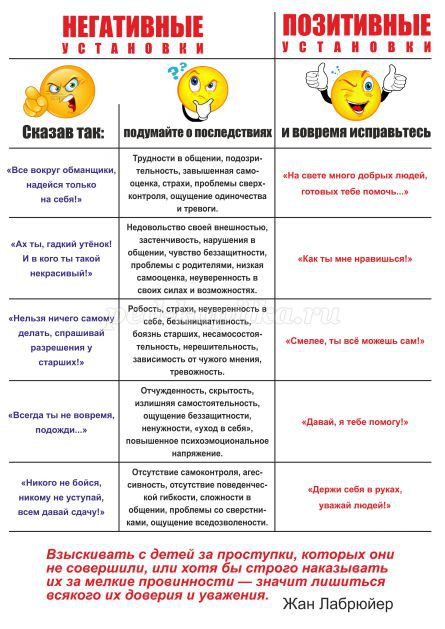 НЕГАТИВНЫЕ
УСТАНОВКИ
ПОЗИТИВНЫЕ
УСТАНОВКИ
Сказав так:
подумайте о последствиях
и вовремя исправьтесь
«Все вокруг обманщики,
надейся только
на себя!»
Трудности в общении, подозри-
тельность, завышенная само-
оценка, страхи, проблемы сверх-
контроля, ощущение одиночества
и тревоги.
«На свете много добрых людей,
готовых тебе помочь...»
«Ах ты, гадкий утёнок!
И в кого ты такой
некрасивый!»
Недовольство своей внешностью,
застенчивость, нарушения в
общении, чувство беззащитности,
проблемы с родителями, низкая
самооценка, неуверенность в
своих силах и возможностях.
«Как ты мне нравишься!»
«Нельзя ничего самому
делать, спрашивай
разрешения у
старших!»
Робость, страхи, неуверенность в
себе, безынициативность,
боязнь старших, несамосто-
тельность, нерешительность,
зависимость от чужого мнения,
тревожность.
«Смелее, ты всё можешь сам!»
«Всегда ты не вовремя,
подожди...»
Отчужденность, скрытость,
излишняя самостоятельность,
ощущение беззащитности,
ненужности, «уход в себя»,
повышенное психоэмоциональное
напряжение.
«Давай, я тебе помогу!»
«Никого не бойся,
никому не уступай,
всем давай сдачу!»
Отсутствие самоконтроля, агес-
сивность, отсутствие поведенчес-
кой гибкости, сложности в
общении, проблемы со сверстни-
ками, ощущение вседозволености.
«Держи себя в руках,
уважай людей!»
Взыскивать с детей за проступки, которых они
не совершили, или хотя бы строго наказывать
их за мелкие провинности — значит лишиться
всякого их доверия и уважения.
Жан Лабрюйер